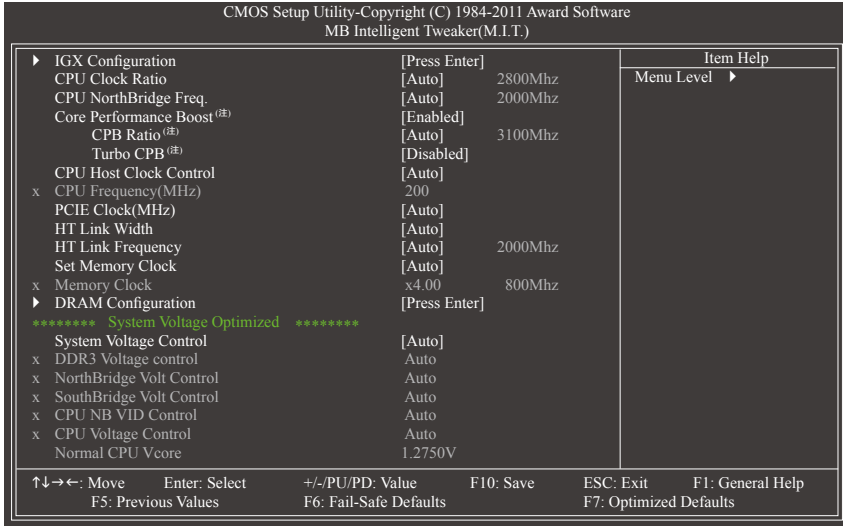 CMOS Setup Utility-Copyright (C) 1984-2011 Award Software
MB Intelligent Tweaker(M.I.T.)
IGX Configuration [Press Enter]
CPU Clock Ratio [Auto] 2800Mhz
CPU NorthBridge Freq. [Auto] 2000Mhz
Core Performance Boost (注) [Enabled]
CPB Ratio (注) [Auto] 3100Mhz
Turbo CPB (注) [Disabled]
CPU Host Clock Control [Auto]
x CPU Frequency(MHz) 200
PCIE Clock(MHz) [Auto]
HT Link Width [Auto]
HT Link Frequency [Auto] 2000Mhz
Set Memory Clock [Auto]
x Memory Clock x4.00 800Mhz
DRAM Configuration [Press Enter]
******** System Voltage Optimized ********
System Voltage Control [Auto]
x DDR3 Voltage control Auto
x NorthBridge Volt Control Auto
x SouthBridge Volt Control Auto
x CPU NB VID Control Auto
x CPU Voltage Control Auto
Normal CPU Vcore 1.2750V
Item Help
Menu Level
↑↓→←: Move Enter: Select +/-/PU/PD: Value F10: Save ESC: Exit F1: General Help
F5: Previous Values F6: Fail-Safe Defaults F7: Optimized Defaults